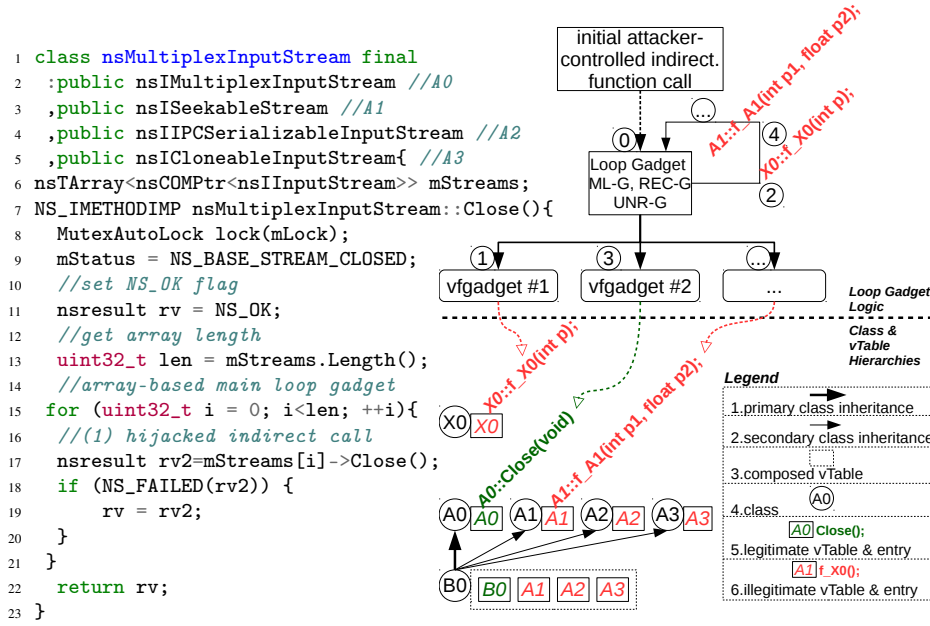 1 class nsMultiplexInputStream final
2 :public nsIMultiplexInputStream //A0
3 ,public nsISeekableStream //A1
4 ,public nsIIPCSerializableInputStream //A2
5 ,public nsICloneableInputStream{ //A3
6 nsTArray<nsCOMPtr<nsIInputStream>> mStreams;
7 NS_IMETHODIMP nsMultiplexInputStream::Close(){
8 MutexAutoLock lock(mLock);
9 mStatus = NS_BASE_STREAM_CLOSED;
10 //set NS_OK flag
11 nsresult rv = NS_OK;
12 //get array length
13 uint32_t len = mStreams.Length();
14 //array-based main loop gadget
15 for (uint32_t i = 0; i<len; ++i){
16 //(1) hijacked indirect call
17 nsresult rv2=mStreams[i]->Close();
18 if (NS_FAILED(rv2)) {
19 rv = rv2;
20 }
21 }
22 return rv;
23 }
initial attacker-
controlled indirect.
function call
...
A1::f_A1(int p1, float p2);
0
4
X0::f_X0(int p);
Loop Gadget
ML-G, REC-G
UNR-G
2
1
3
...
vfgadget #1
vfgadget #2
...
Loop Gadget
Logic
Class &
vTable
Hierarchies
X0::f_X0(int p);
A0::Close(void)
A1::f_A1(int p1, float p2);
X0 X0
A0 A0 A1 A1 A2 A2 A3 A3
B0 B0 A1 A2 A3
Legend
1.primary class inheritance
2.secondary class inheritance
3.composed vTable
A0
4.class
A0 Close();
5.legitimate vTable & entry
A1 f_X0();
6.illegitimate vTable & entry